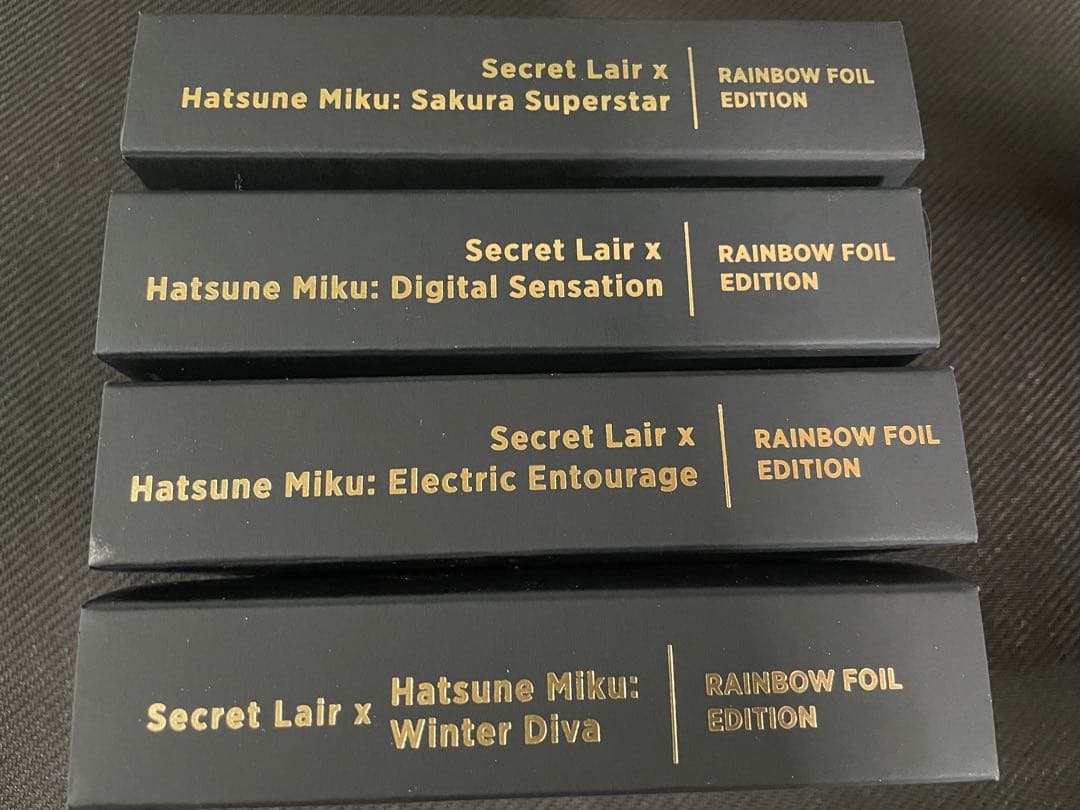 Secret Lair x
Hatsune Miku: Sakura Superstar
RAINBOW FOIL
EDITION
Secret Lair x
Hatsune Miku: Digital Sensation
RAINBOW FOIL
EDITION
Secret Lair x
Hatsune Miku: Electric Entourage
RAINBOW FOIL
EDITION
Secret Lair x
Hatsune Miku:
Winter Diva
RAINBOW FOIL
EDITION